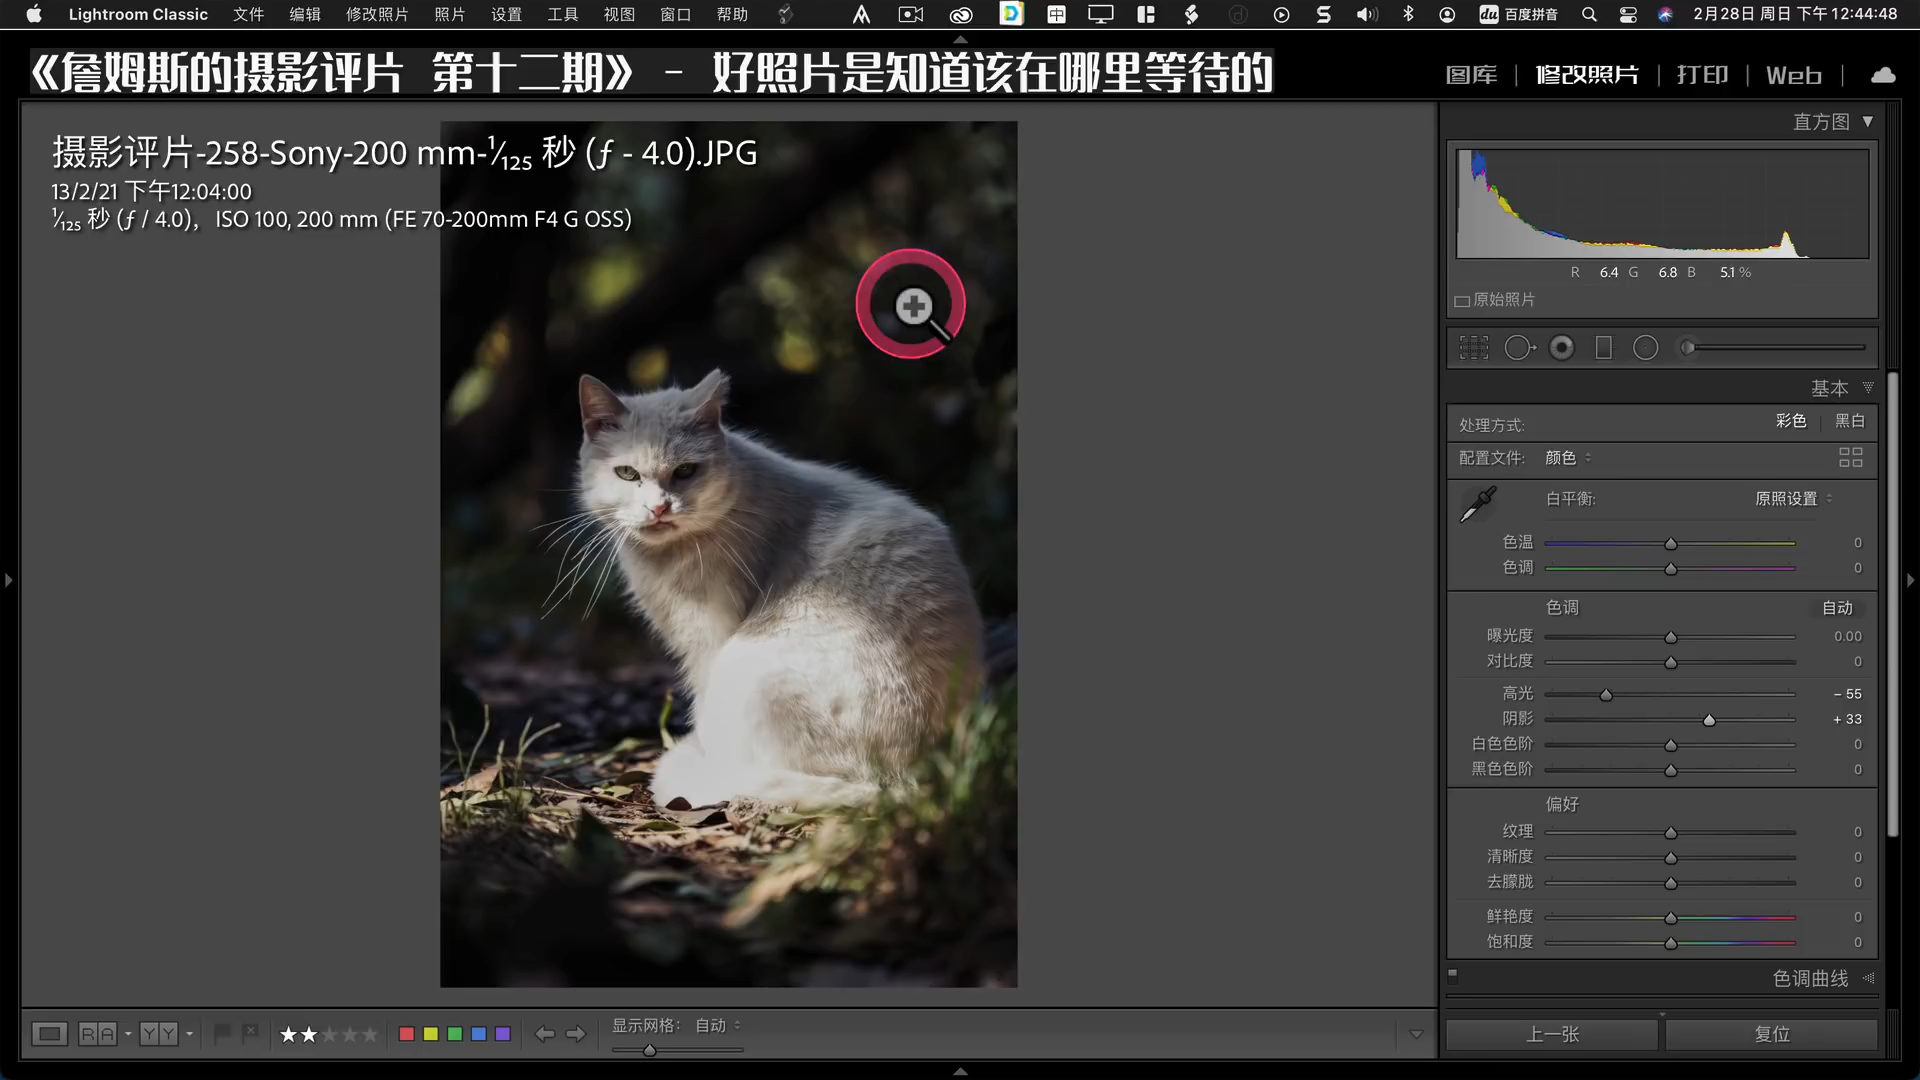 Lightroom Classic 文件 编辑 修改照片 照片 设置 工具 视图 窗口 帮助 中 du 百度拼音 2月28日 周日 下午 12:44:48
《詹姆斯的摄影评片 第十二期》 - 好照片是知道该在哪里等待的
图库 | 修改照片 | 打印 | Web |
摄影评片-258-Sony-200 mm-1/125 秒 (ƒ - 4.0).JPG
13/2/21 下午12:04:00
1/125 秒 (ƒ / 4.0)， ISO 100, 200 mm (FE 70-200mm F4 G OSS)
直方图
R 6.4 G 6.8 B 5.1 %
原始照片
基本
处理方式: 彩色 黑白
配置文件: 颜色
白平衡: 原照设置
色温 0
色调 0
色调 自动
曝光度 0.00
对比度 0
高光 - 55
阴影 + 33
白色色阶 0
黑色色阶 0
偏好
纹理 0
清晰度 0
去朦胧 0
鲜艳度 0
饱和度 0
色调曲线
R A Y Y ★★★★★ 显示网格: 自动
上一张 复位